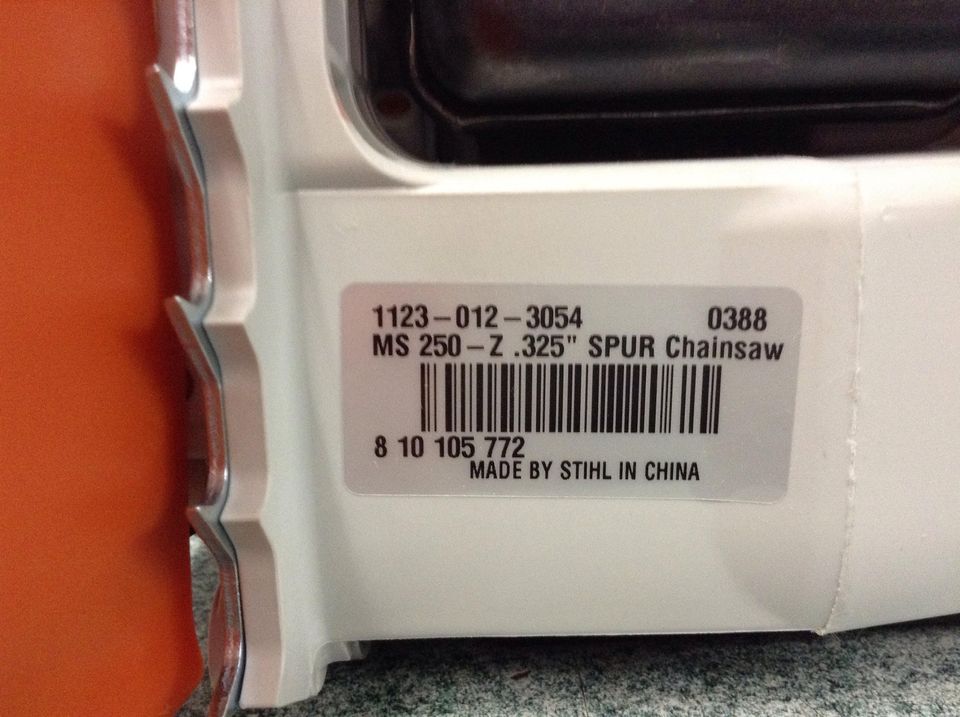 1123-012-3054 0388
MS 250-Z .325" SPUR Chainsaw
8 10 105 772
MADE BY STIHL IN CHINA